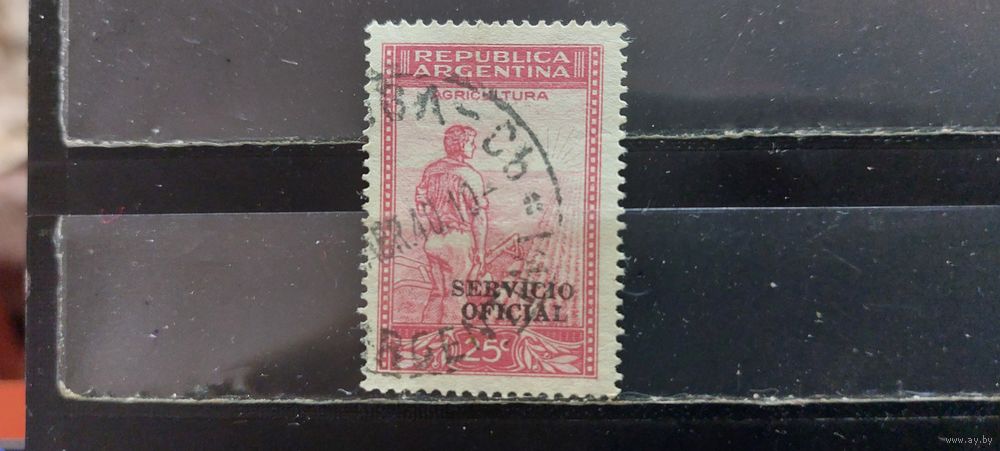 REPUBLICA
ARGENTINA
AGRICULTURA
SERVICIO
OFICIAL
25c
www.ay.by